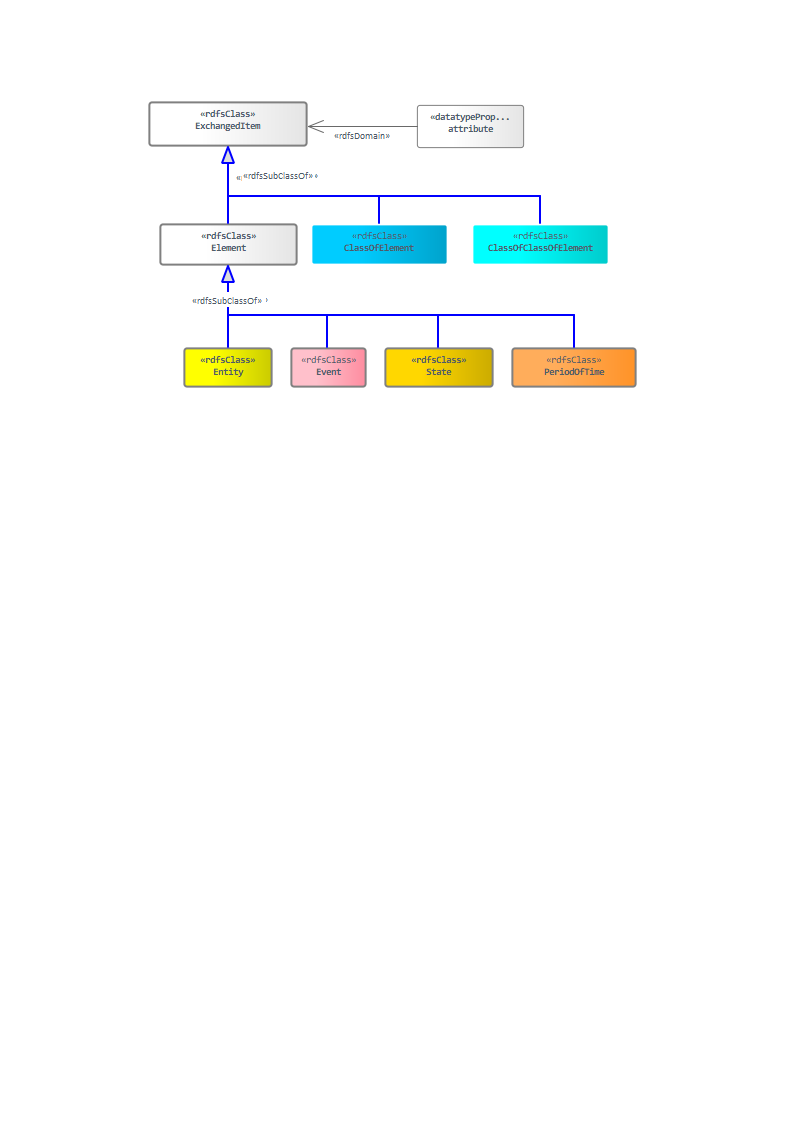 «rdfsClass»
ExchangedItem
«datatypeProp...
attribute
«rdfsDomain»
«rdfsSubClassOf»
«rdfsClass»
Element
«rdfsClass»
ClassOfElement
«rdfsClass»
ClassOfClassOfElement
«rdfsSubClassOf»
«rdfsClass»
Entity
«rdfsClass»
Event
«rdfsClass»
State
«rdfsClass»
PeriodOfTime